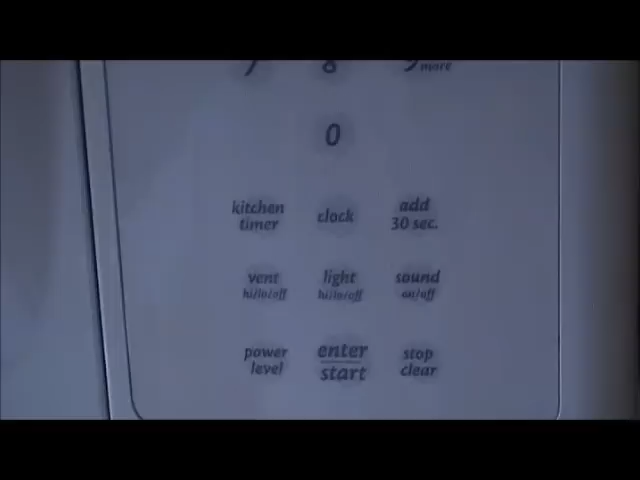 7 8 9
more
0
kitchen
timer
clock
add
30 sec.
vent
hi/lo/off
light
hi/lo/off
sound
on/off
power
level
enter
start
stop
clear